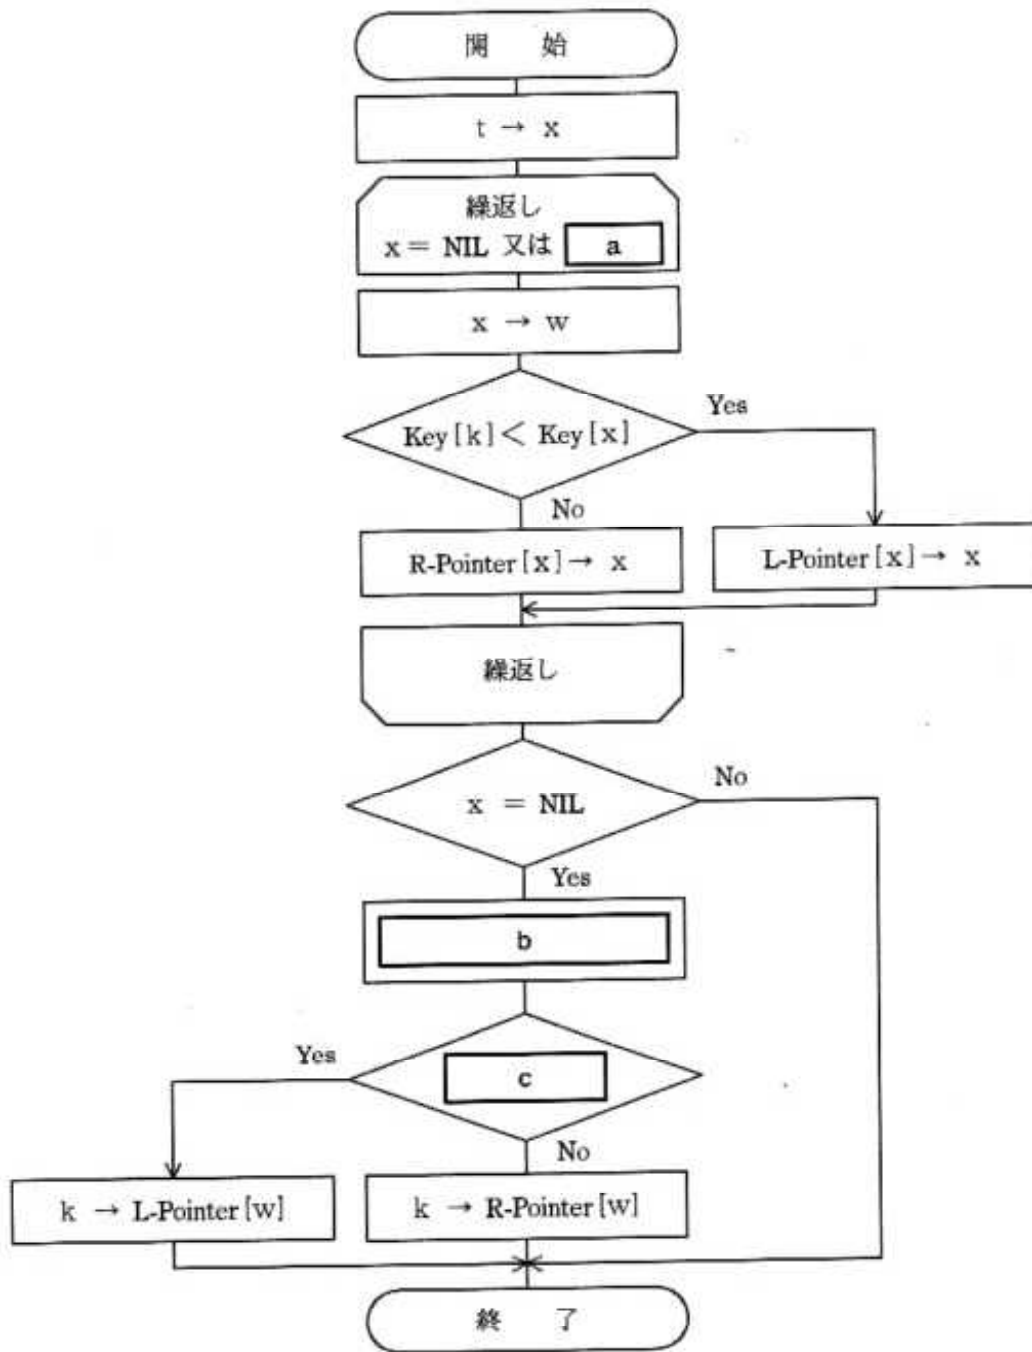 開 始
t → x
繰返し
x = NIL 又は a
x → w
Key[k] < Key[x]
Yes
No
R-Pointer[x] → x
L-Pointer[x] → x
繰返し
x = NIL
No
Yes
b
c
Yes
No
k → L-Pointer[w]
k → R-Pointer[w]
終 了